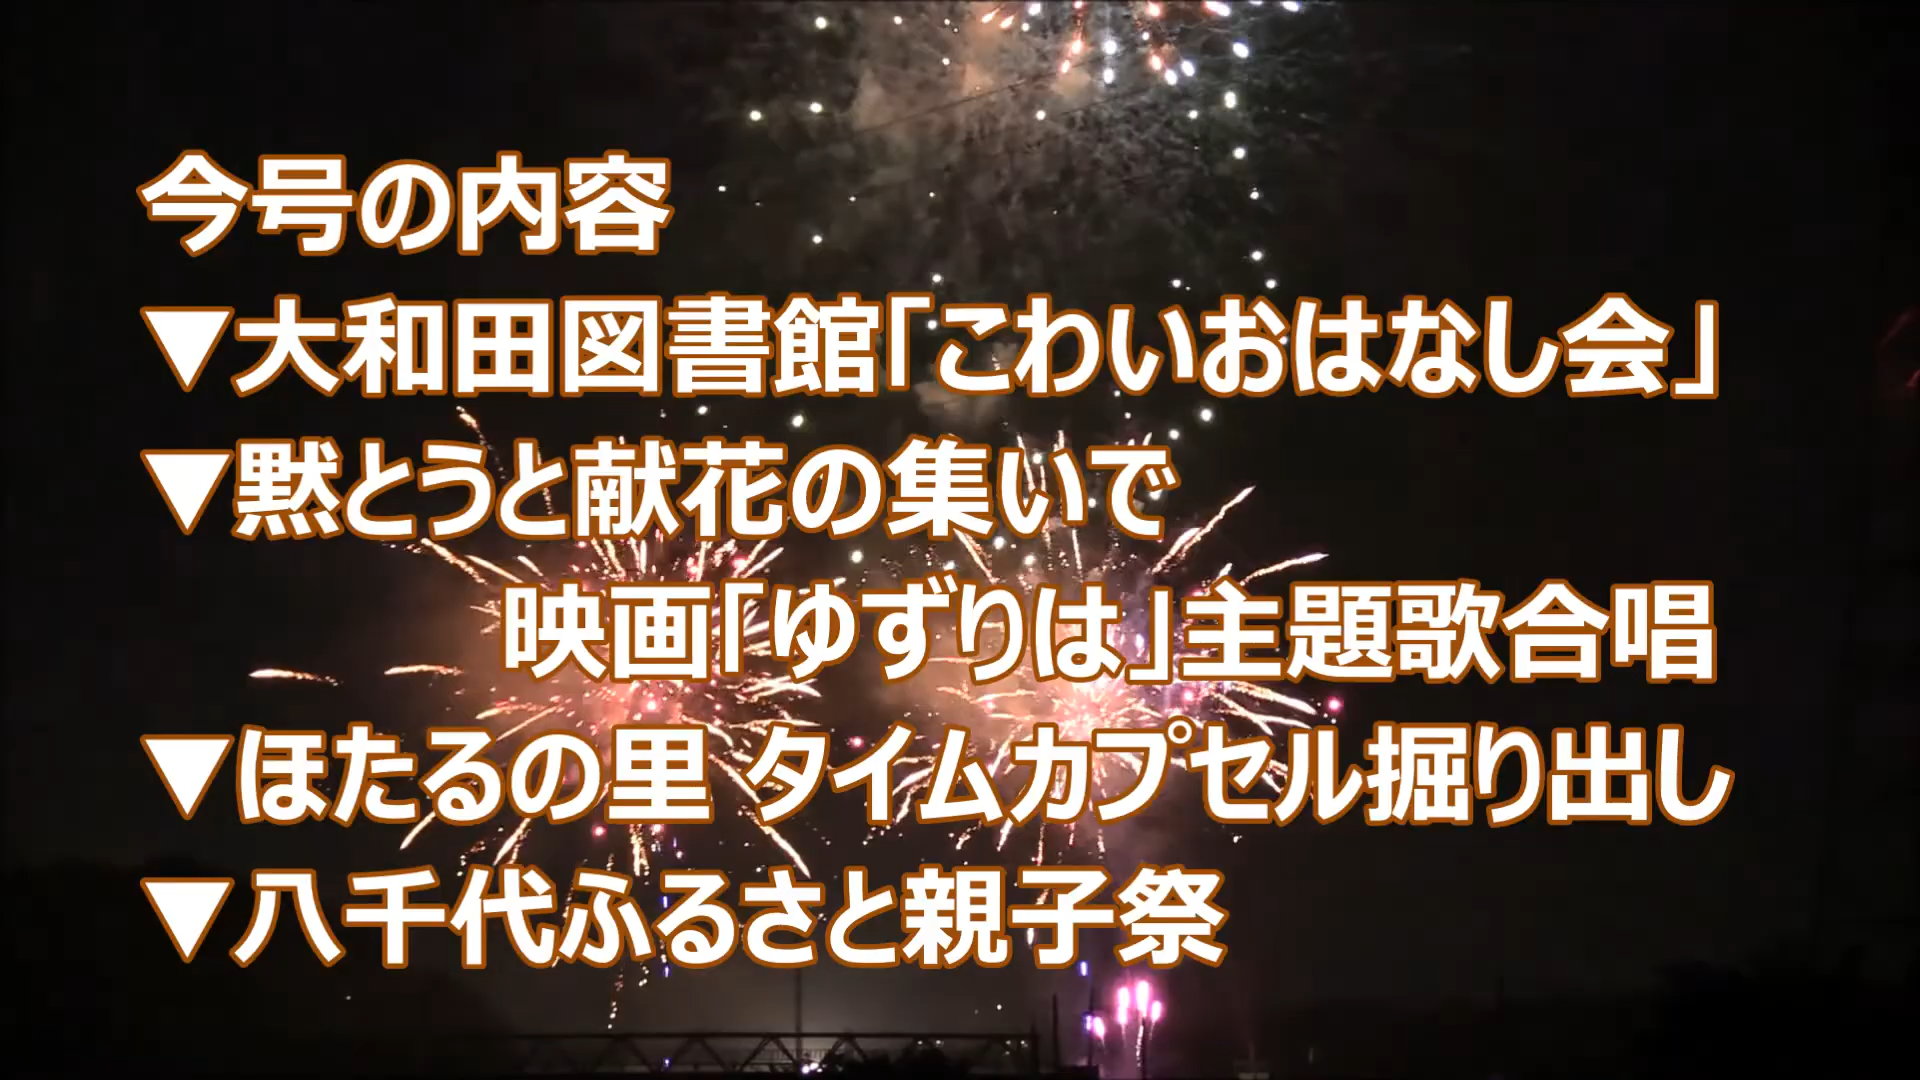 今号の内容
▼大和田図書館「こわいおはなし会」
▼黙とうと献花の集いで
映画「ゆずりは」主題歌合唱
▼ほたるの里 タイムカプセル掘り出し
▼八千代ふるさと親子祭